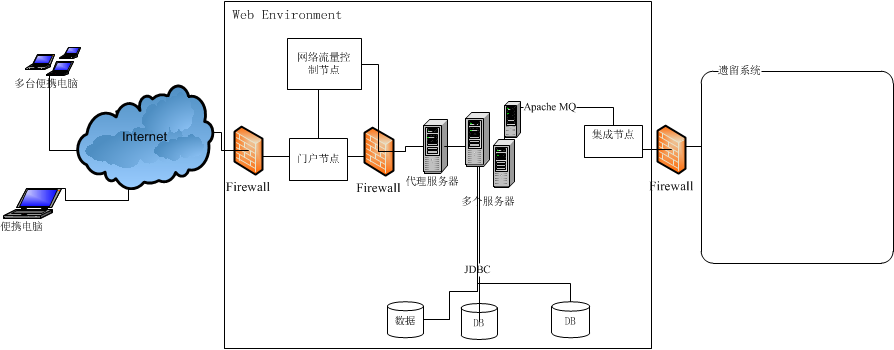 Web Environment
网络流量控
制节点
多台便携电脑
遗留系统
Internet
Apache MQ
集成节点
门户节点
Firewall
Firewall
代理服务器
Firewall
多个服务器
便携电脑
JDBC
数据
DB
DB